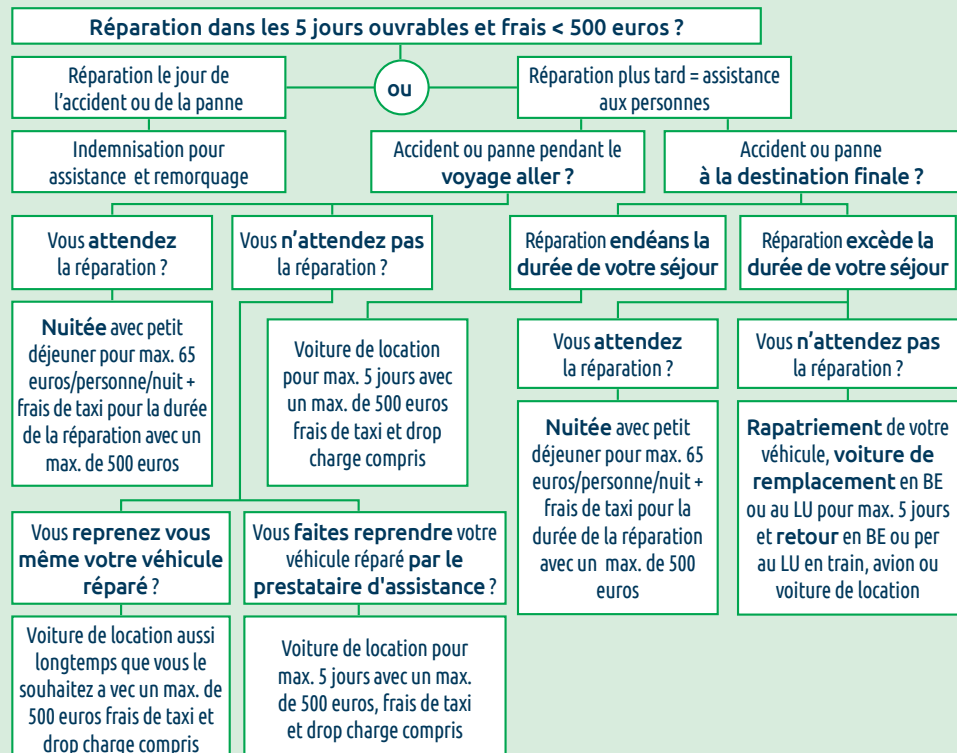 Réparation dans les 5 jours ouvrables et frais < 500 euros ?
Réparation le jour de
l'accident ou de la panne
ou
Réparation plus tard = assistance
aux personnes
Indemnisation pour
assistance et remorquage
Accident ou panne pendant le
voyage aller ?
Accident ou panne
à la destination finale ?
Vous attendez
la réparation ?
Vous n'attendez pas
la réparation ?
Réparation endéans la
durée de votre séjour
Réparation excède la
durée de votre séjour
Nuitée avec petit
déjeuner pour max. 65
euros/personne/nuit +
frais de taxi pour la durée
de la réparation avec un
max. de 500 euros
Voiture de location
pour max. 5 jours avec
un max. de 500 euros
frais de taxi et drop
charge compris
Vous attendez
la réparation ?
Vous n'attendez pas
la réparation ?
Nuitée avec petit
déjeuner pour max. 65
euros/personne/nuit +
frais de taxi pour la
durée de la réparation
avec un max. de 500
euros
Rapatriement de votre
véhicule, voiture de
remplacement en BE
ou au LU pour max. 5 jours
et retour en BE ou per
au LU en train, avion ou
voiture de location
Vous reprenez vous
même votre véhicule
réparé ?
Vous faites reprendre votre
véhicule réparé par le
prestataire d'assistance ?
Voiture de location aussi
longtemps que vous le
souhaitez a vec un max. de
500 euros frais de taxi et
drop charge compris
Voiture de location pour
max. 5 jours avec un max.
de 500 euros, frais de taxi
et drop charge compris